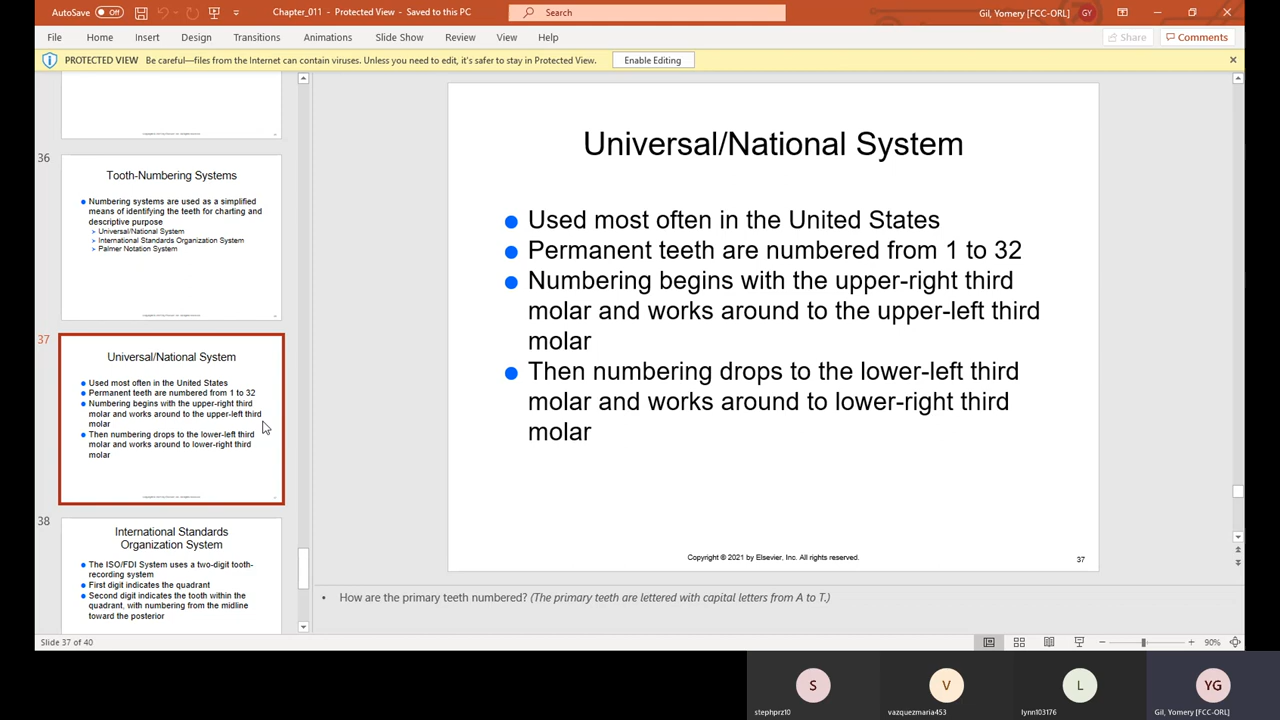 AutoSave Off Chapter_011 - Protected View - Saved to this PC Search Gil, Yomery [FCC-ORL] GY
File Home Insert Design Transitions Animations Slide Show Review View Help Share Comments
PROTECTED VIEW Be careful—files from the Internet can contain viruses. Unless you need to edit, it's safer to stay in Protected View. Enable Editing
36
Tooth-Numbering Systems
Numbering systems are used as a simplified
means of identifying the teeth for charting and
descriptive purpose
Universal/National System
International Standards Organization System
Palmer Notation System
37
Universal/National System
Used most often in the United States
Permanent teeth are numbered from 1 to 32
Numbering begins with the upper-right third
molar and works around to the upper-left third
molar
Then numbering drops to the lower-left third
molar and works around to lower-right third
molar
38
International Standards
Organization System
The ISO/FDI System uses a two-digit tooth-
recording system
First digit indicates the quadrant
Second digit indicates the tooth within the
quadrant, with numbering from the midline
toward the posterior
Universal/National System
Used most often in the United States
Permanent teeth are numbered from 1 to 32
Numbering begins with the upper-right third
molar and works around to the upper-left third
molar
Then numbering drops to the lower-left third
molar and works around to lower-right third
molar
Copyright © 2021 by Elsevier, Inc. All rights reserved.
37
• How are the primary teeth numbered? (The primary teeth are lettered with capital letters from A to T.)
Slide 37 of 40 90%
S V L YG
stephprz10 vazquezmaria453 lynn103176 Gil, Yomery [FCC-ORL]